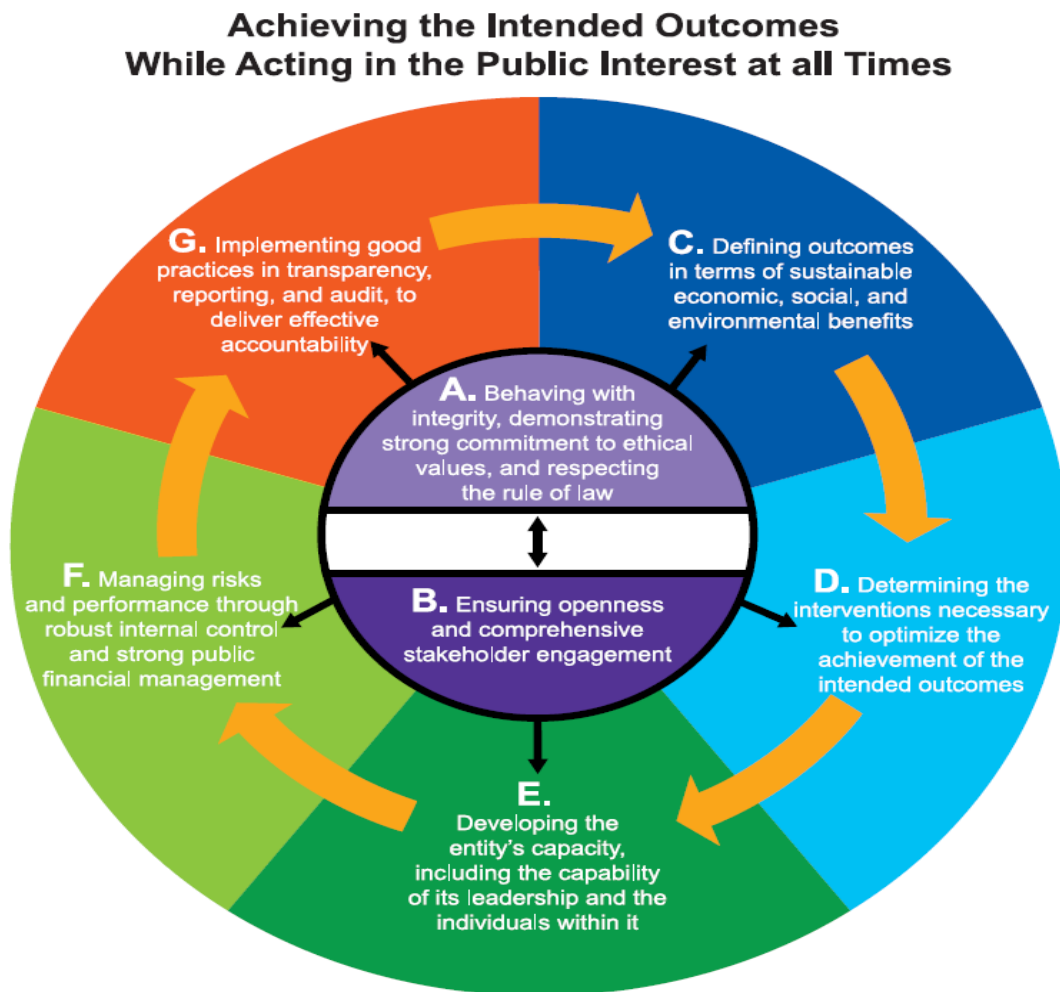 Achieving the Intended Outcomes
While Acting in the Public Interest at all Times
G. Implementing good
practices in transparency,
reporting, and audit, to
deliver effective
accountability
C. Defining outcomes
in terms of sustainable
economic, social, and
environmental benefits
A. Behaving with
integrity, demonstrating
strong commitment to ethical
values, and respecting
the rule of law
B. Ensuring openness
and comprehensive
stakeholder engagement
F. Managing risks
and performance through
robust internal control
and strong public
financial management
D. Determining the
interventions necessary
to optimize the
achievement of the
intended outcomes
E.
Developing the
entity's capacity,
including the capability
of its leadership and the
individuals within it